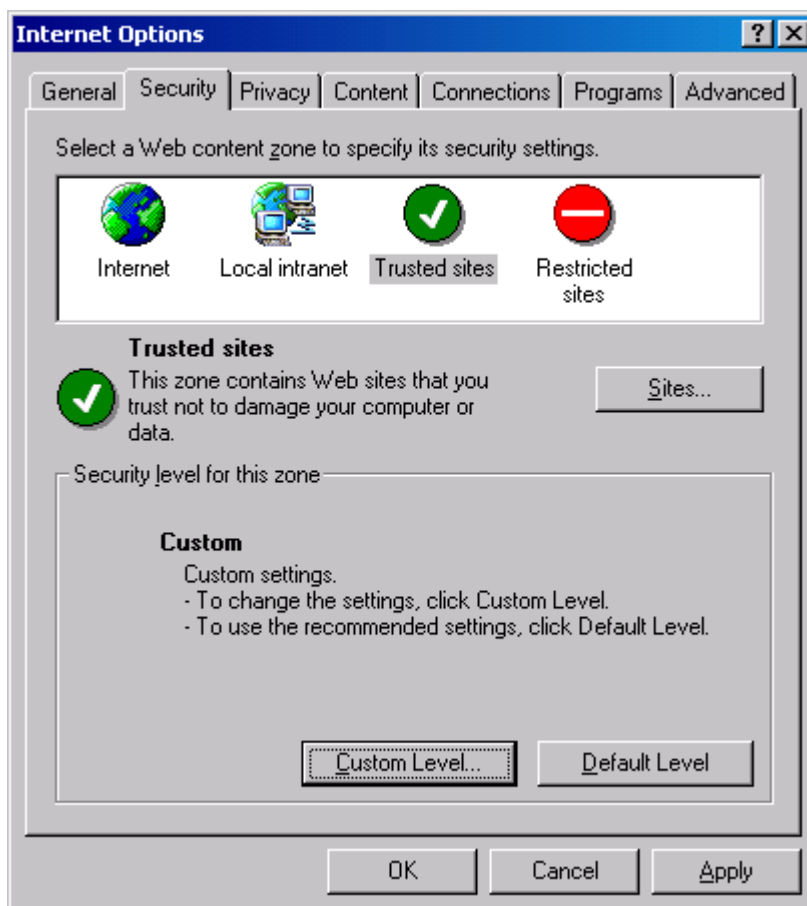 Internet Options
General Security Privacy Content Connections Programs Advanced
Select a Web content zone to specify its security settings.
Internet Local intranet Trusted sites Restricted
sites
Trusted sites
This zone contains Web sites that you
trust not to damage your computer or
data.
Sites...
Security level for this zone
Custom
Custom settings.
- To change the settings, click Custom Level.
- To use the recommended settings, click Default Level.
Custom Level... Default Level
OK Cancel Apply